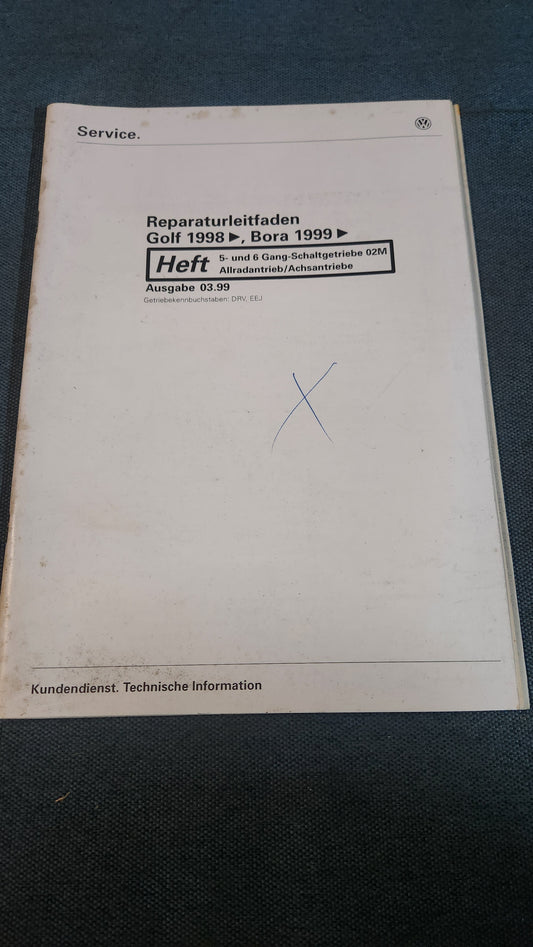 Service.
Reparaturleitfaden
Golf 1998 ▶, Bora 1999 ▶
Heft 5- und 6 Gang-Schaltgetriebe 02M
Allradantrieb/Achsantriebe
Ausgabe 03.99
Getriebekennbuchstaben: DRV, EEJ
X
Kundendienst. Technische Information